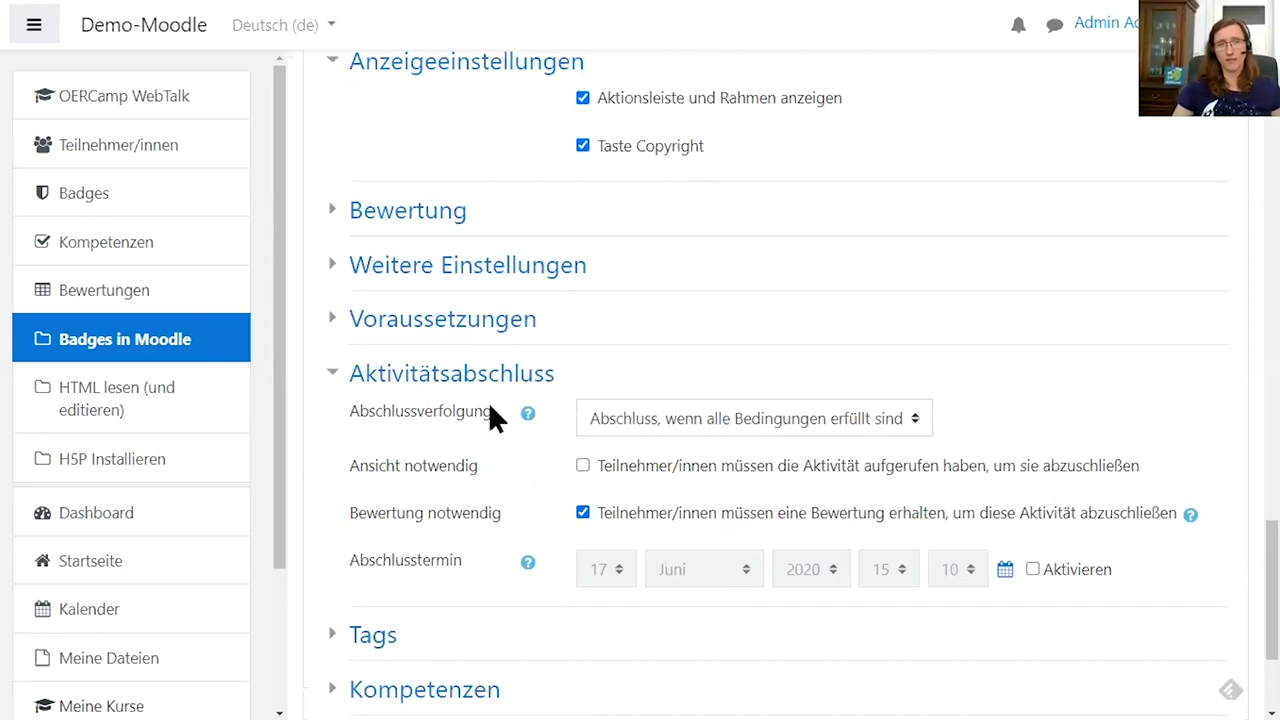 Demo-Moodle
Deutsch (de)
Admin Ad
OERCamp WebTalk
Teilnehmer/innen
Badges
Kompetenzen
Bewertungen
Badges in Moodle
HTML lesen (und
editieren)
H5P Installieren
Dashboard
Startseite
Kalender
Meine Dateien
Meine Kurse
Anzeigeeinstellungen
Aktionsleiste und Rahmen anzeigen
Taste Copyright
Bewertung
Weitere Einstellungen
Voraussetzungen
Aktivitätsabschluss
Abschlussverfolgung Abschluss, wenn alle Bedingungen erfüllt sind
Ansicht notwendig Teilnehmer/innen müssen die Aktivität aufgerufen haben, um sie abzuschließen
Bewertung notwendig Teilnehmer/innen müssen eine Bewertung erhalten, um diese Aktivität abzuschließen
Abschlusstermin 17 Juni 2020 15 10 Aktivieren
Tags
Kompetenzen